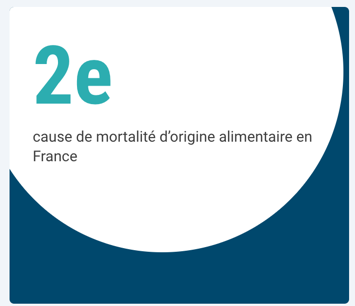 2e
cause de mortalité d’origine alimentaire en
France